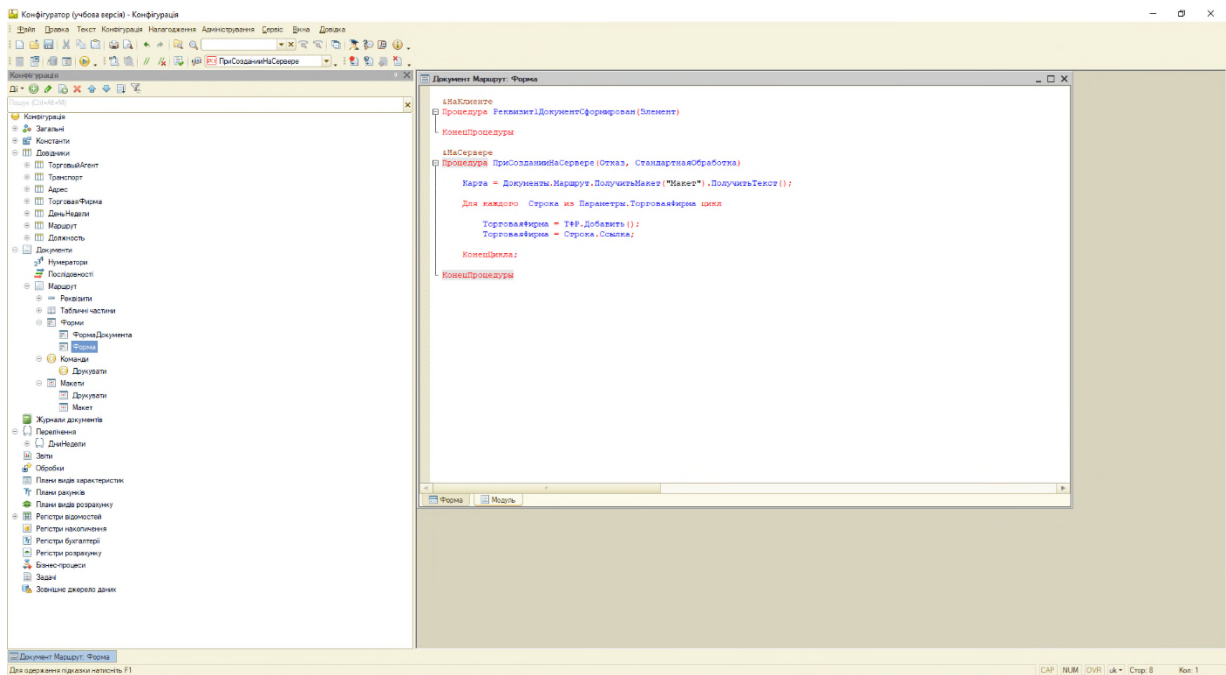 Конфігуратор (учбова версія) - Конфігурація
Файл Правка Текст Конфігурація Налагодження Адміністрування Сервіс Вікна Довідка
ПриСозданииНаСервере
Конфігурація
Дії
Пошук (Ctrl+Alt+M)
Конфігурація
Загальні
Константи
Довідники
ТорговыйАгент
Транспорт
Адрес
ТорговаяФирма
ДеньНедели
Маршрут
Должность
Документи
Нумератори
Послідовності
Маршрут
Реквізити
Табличні частини
Форми
ФормаДокумента
Форма
Команди
Друкувати
Макети
Друкувати
Макет
Журнали документів
Перелічення
ДниНедели
Звіти
Обробки
Плани видів характеристик
Плани рахунків
Плани видів розрахунку
Регістри відомостей
Регістри накопичення
Регістри бухгалтерії
Регістри розрахунку
Бізнес-процеси
Задачі
Зовнішнє джерело даних
Документ Маршрут: Форма
&НаКлиенте
Процедура Реквизит1ДокументСформирован(Элемент)
КонецПроцедуры
&НаСервере
Процедура ПриСозданииНаСервере(Отказ, СтандартнаяОбработка)
Карта = Документы.Маршрут.ПолучитьМакет("Макет").ПолучитьТекст();
Для каждого Строка из Параметры.ТорговаяФирма цикл
ТорговаяФирма = ТФР.Добавить();
ТорговаяФирма = Строка.Ссылка;
КонецЦикла;
КонецПроцедуры
Форма Модуль
Документ Маршрут: Форма
Для одержання підказки натисніть F1
CAP NUM OVR uk Стор: 8 Кол: 1